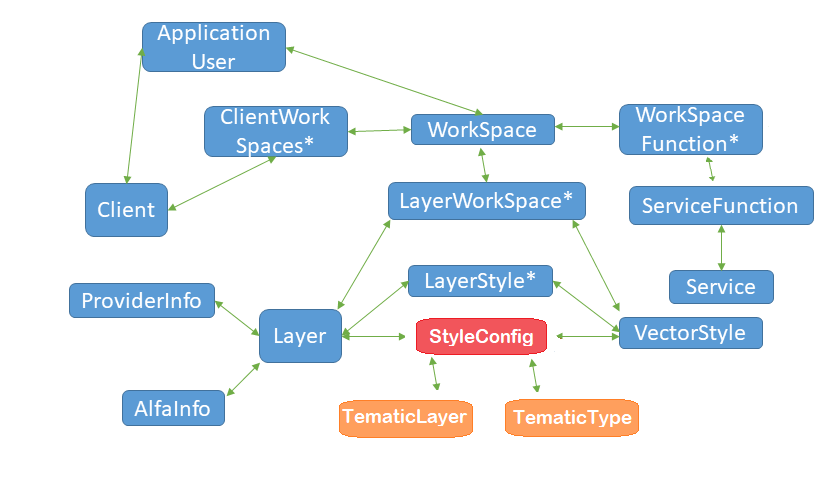 Application
User
ClientWork
Spaces*
WorkSpace
WorkSpace
Function*
Client
LayerWorkSpace*
ServiceFunction
ProviderInfo
LayerStyle*
Service
Layer
StyleConfig
VectorStyle
AlfaInfo
TematicLayer
TematicType